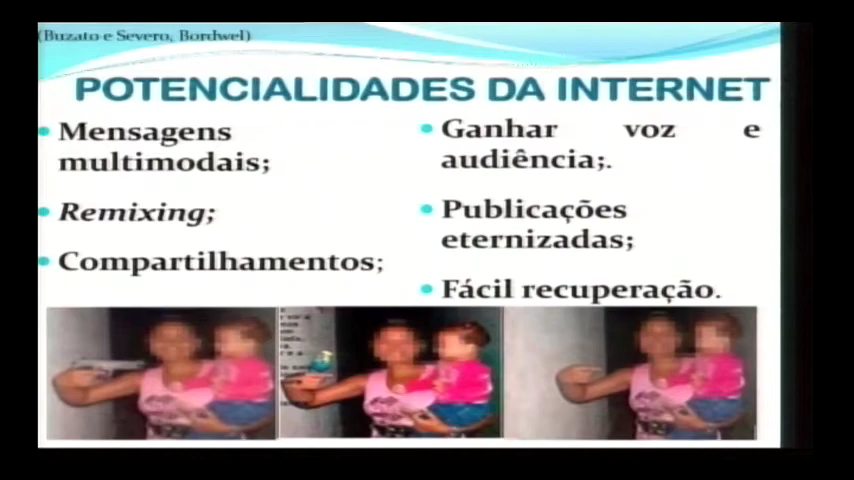 (Buzato e Severo, Bordwel)
POTENCIALIDADES DA INTERNET
Mensagens
multimodais;
Remixing;
Compartilhamentos;
Ganhar voz e
audiência;.
Publicações
eternizadas;
Fácil recuperação.